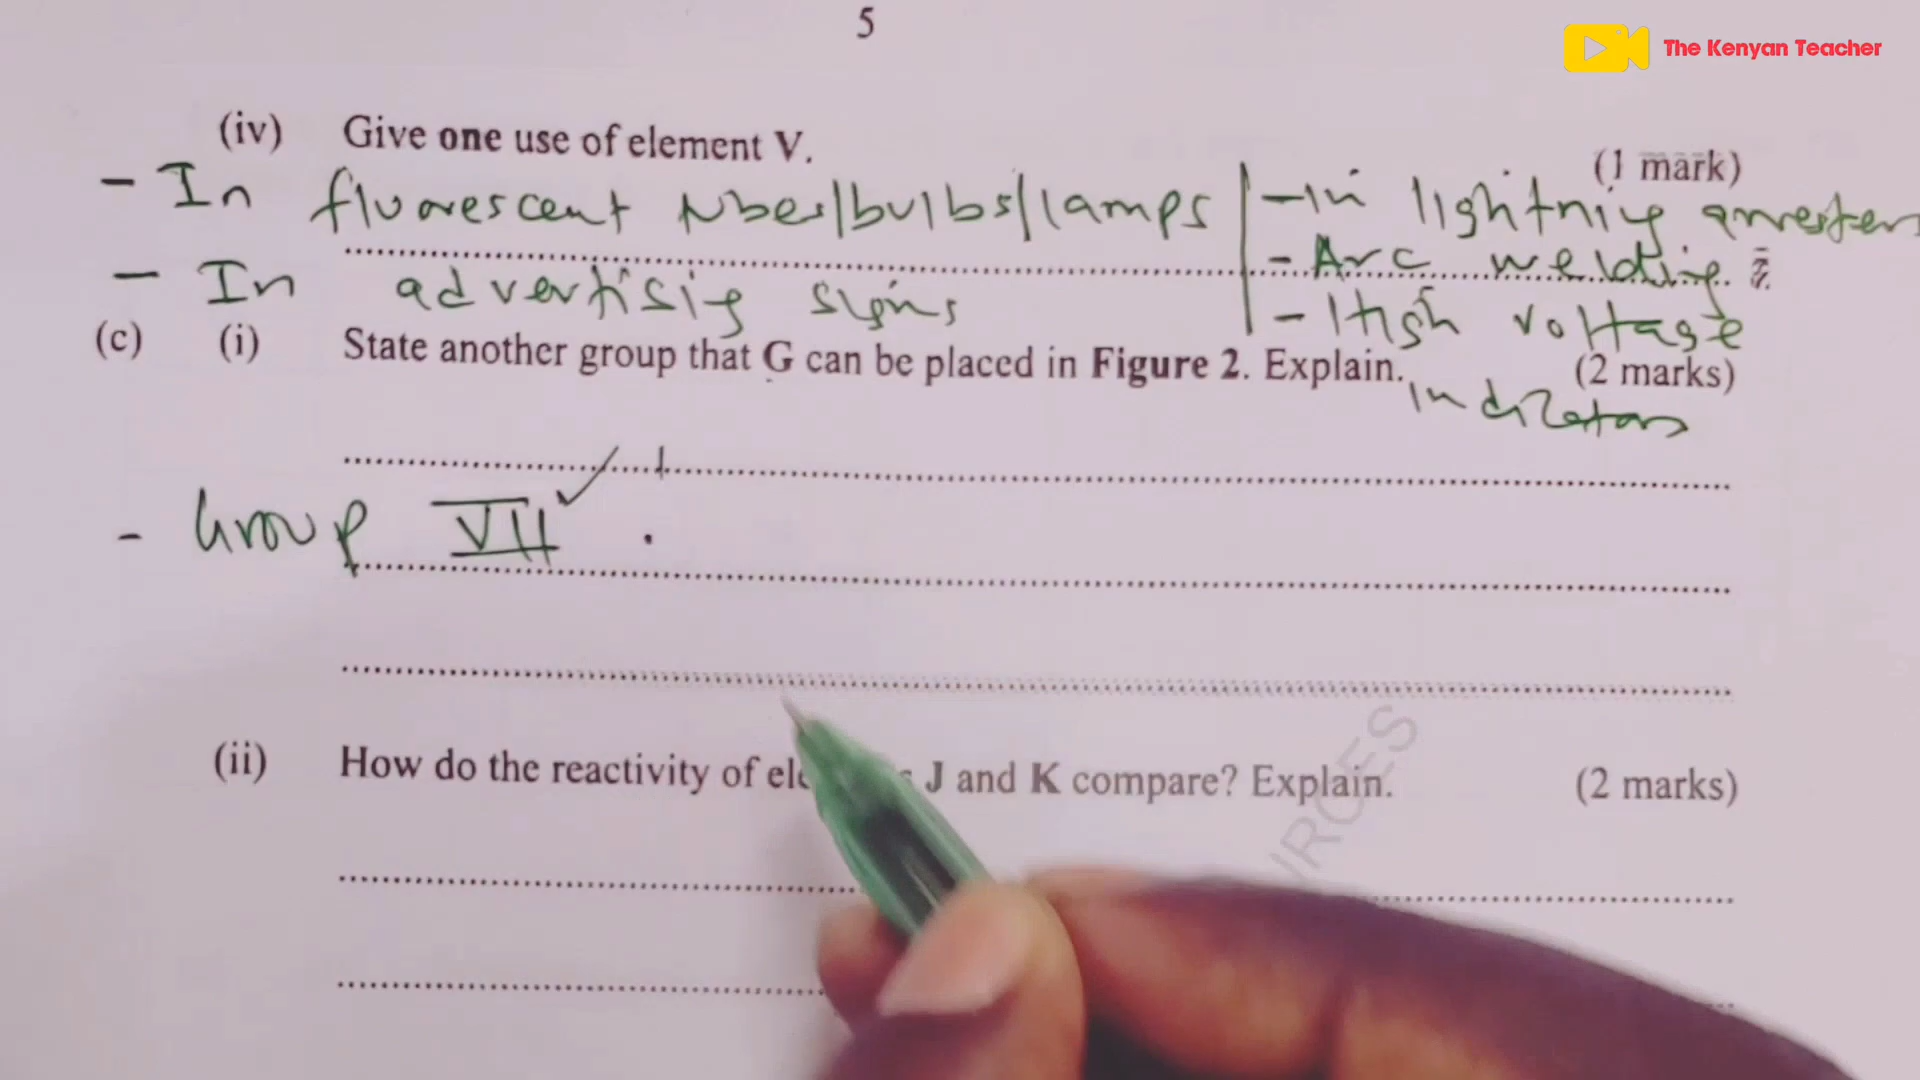 5
The Kenyan Teacher
(iv) Give one use of element V.
(1 mark)
- In fluorescent tubes/bulbs/lamps
- In lightning arresters
- Arc welding
- In advertising signs
- High voltage
indicators
(c) (i) State another group that G can be placed in Figure 2. Explain.
(2 marks)
- Group VII ✓ 1
(ii) How do the reactivity of J and K compare? Explain.
(2 marks)